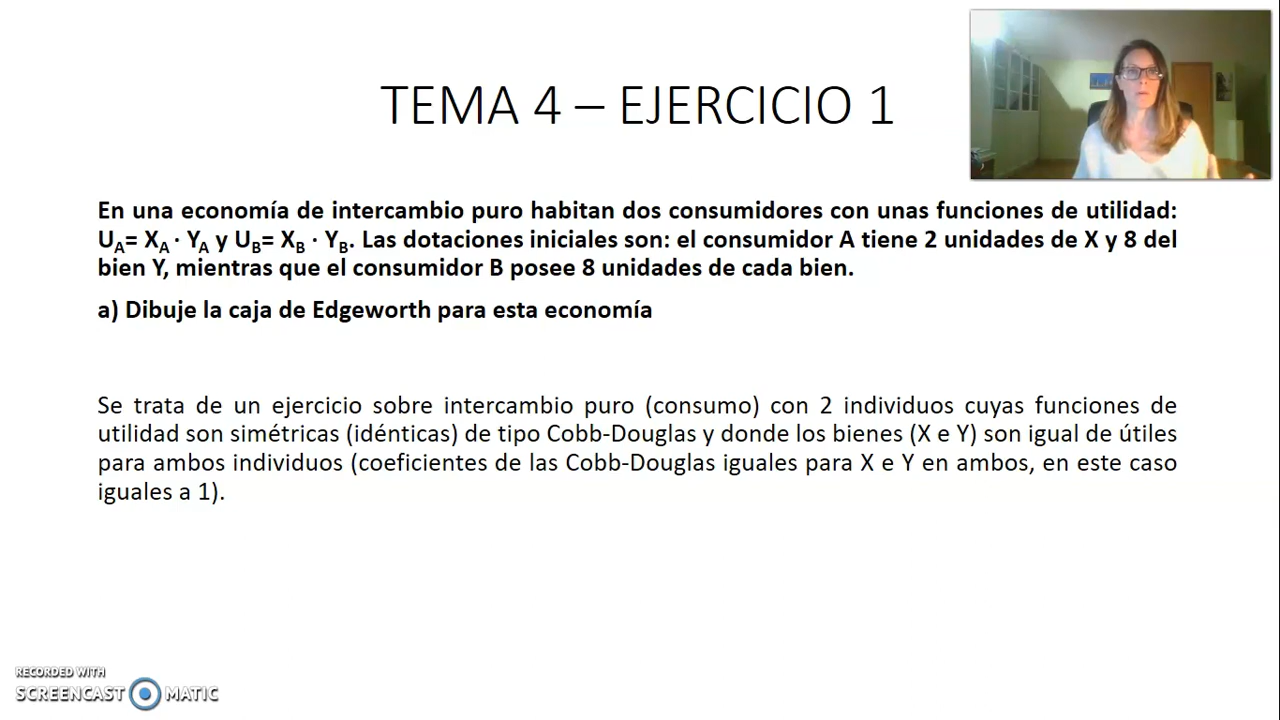 TEMA 4 – EJERCICIO 1
En una economía de intercambio puro habitan dos consumidores con unas funciones de utilidad:
UA= XA · YA y UB= XB · YB. Las dotaciones iniciales son: el consumidor A tiene 2 unidades de X y 8 del
bien Y, mientras que el consumidor B posee 8 unidades de cada bien.
a) Dibuje la caja de Edgeworth para esta economía
Se trata de un ejercicio sobre intercambio puro (consumo) con 2 individuos cuyas funciones de
utilidad son simétricas (idénticas) de tipo Cobb-Douglas y donde los bienes (X e Y) son igual de útiles
para ambos individuos (coeficientes de las Cobb-Douglas iguales para X e Y en ambos, en este caso
iguales a 1).
RECORDED WITH
SCREENCAST MATIC